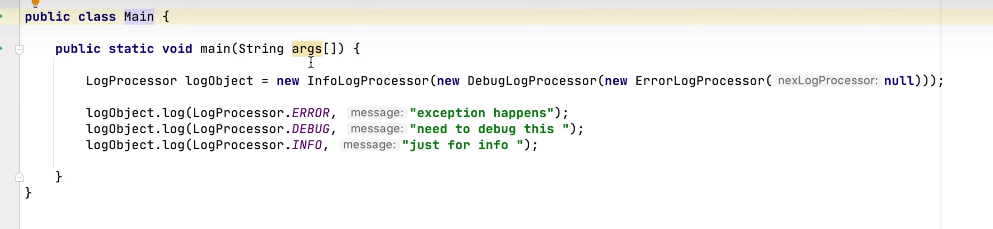 public class Main {
public static void main(String args[]) {
LogProcessor logObject = new InfoLogProcessor(new DebugLogProcessor(new ErrorLogProcessor( nexLogProcessor: null)));
logObject.log(LogProcessor.ERROR, message: "exception happens");
logObject.log(LogProcessor.DEBUG, message: "need to debug this ");
logObject.log(LogProcessor.INFO, message: "just for info ");
}
}